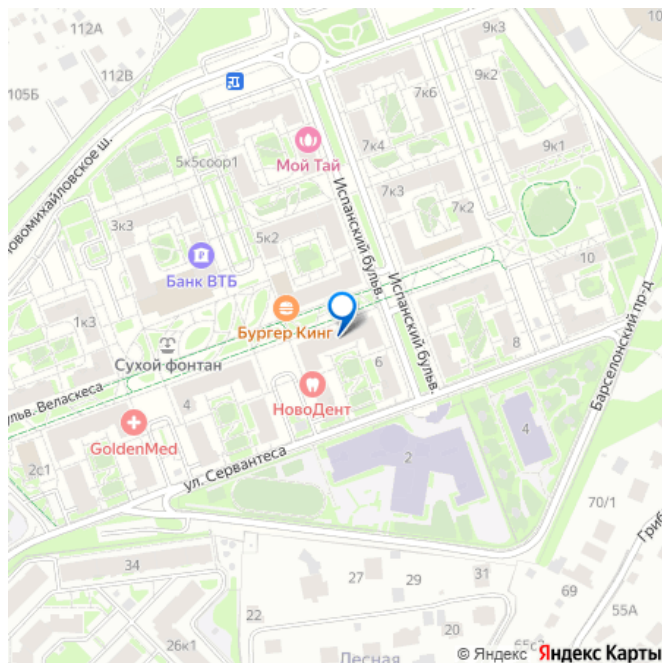 112А
9к3
112В
7к6
9к2
105Б
7к4
9к1
5к5соор1
Мой Тай
7к3
Новомихайловское ш.
Испанский бульв.
7к2
3к3
5к2
10
Банк ВТБ
Испанский бульв.
Барселонский пр-д
1к3
Бургер Кинг
Сухой фонтан
6
8
бульв. Веласкеса
НовоДент
4
4
GoldenMed
2с1
ул. Сервантеса
2
70/1
34
27
29
31
69
22
55А
20
26к1
Лесная
© Яндекс Яндекс Карты